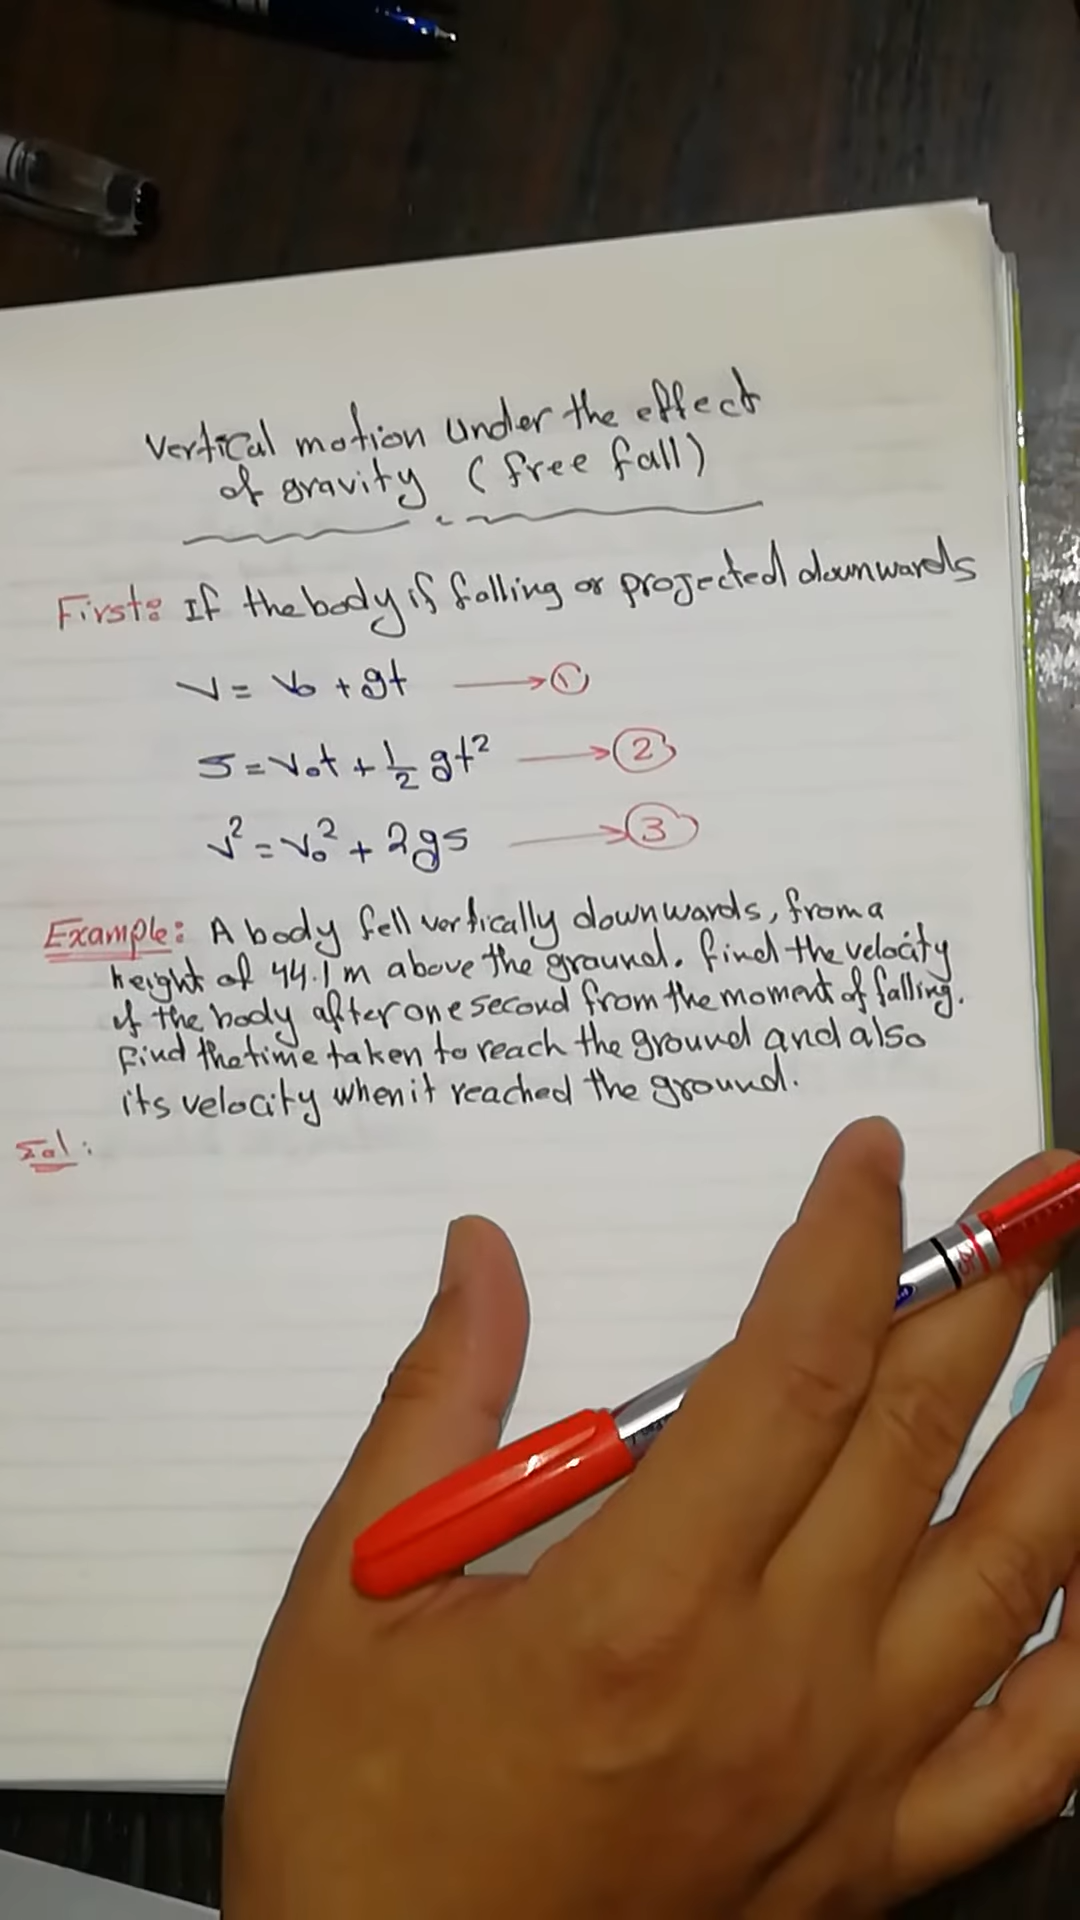 Vertical motion under the effect
of gravity (free fall)
First: If the body is falling or projected downwards
V = V₀ + gt → ①
S = V₀t + 1/2 gt² → ②
V² = V₀² + 2gs → ③
Example: A body fell vertically downwards, from a
height of 44.1 m above the ground. find the velocity
of the body after one second from the moment of falling.
Find the time taken to reach the ground and also
its velocity when it reached the ground.
Sol: